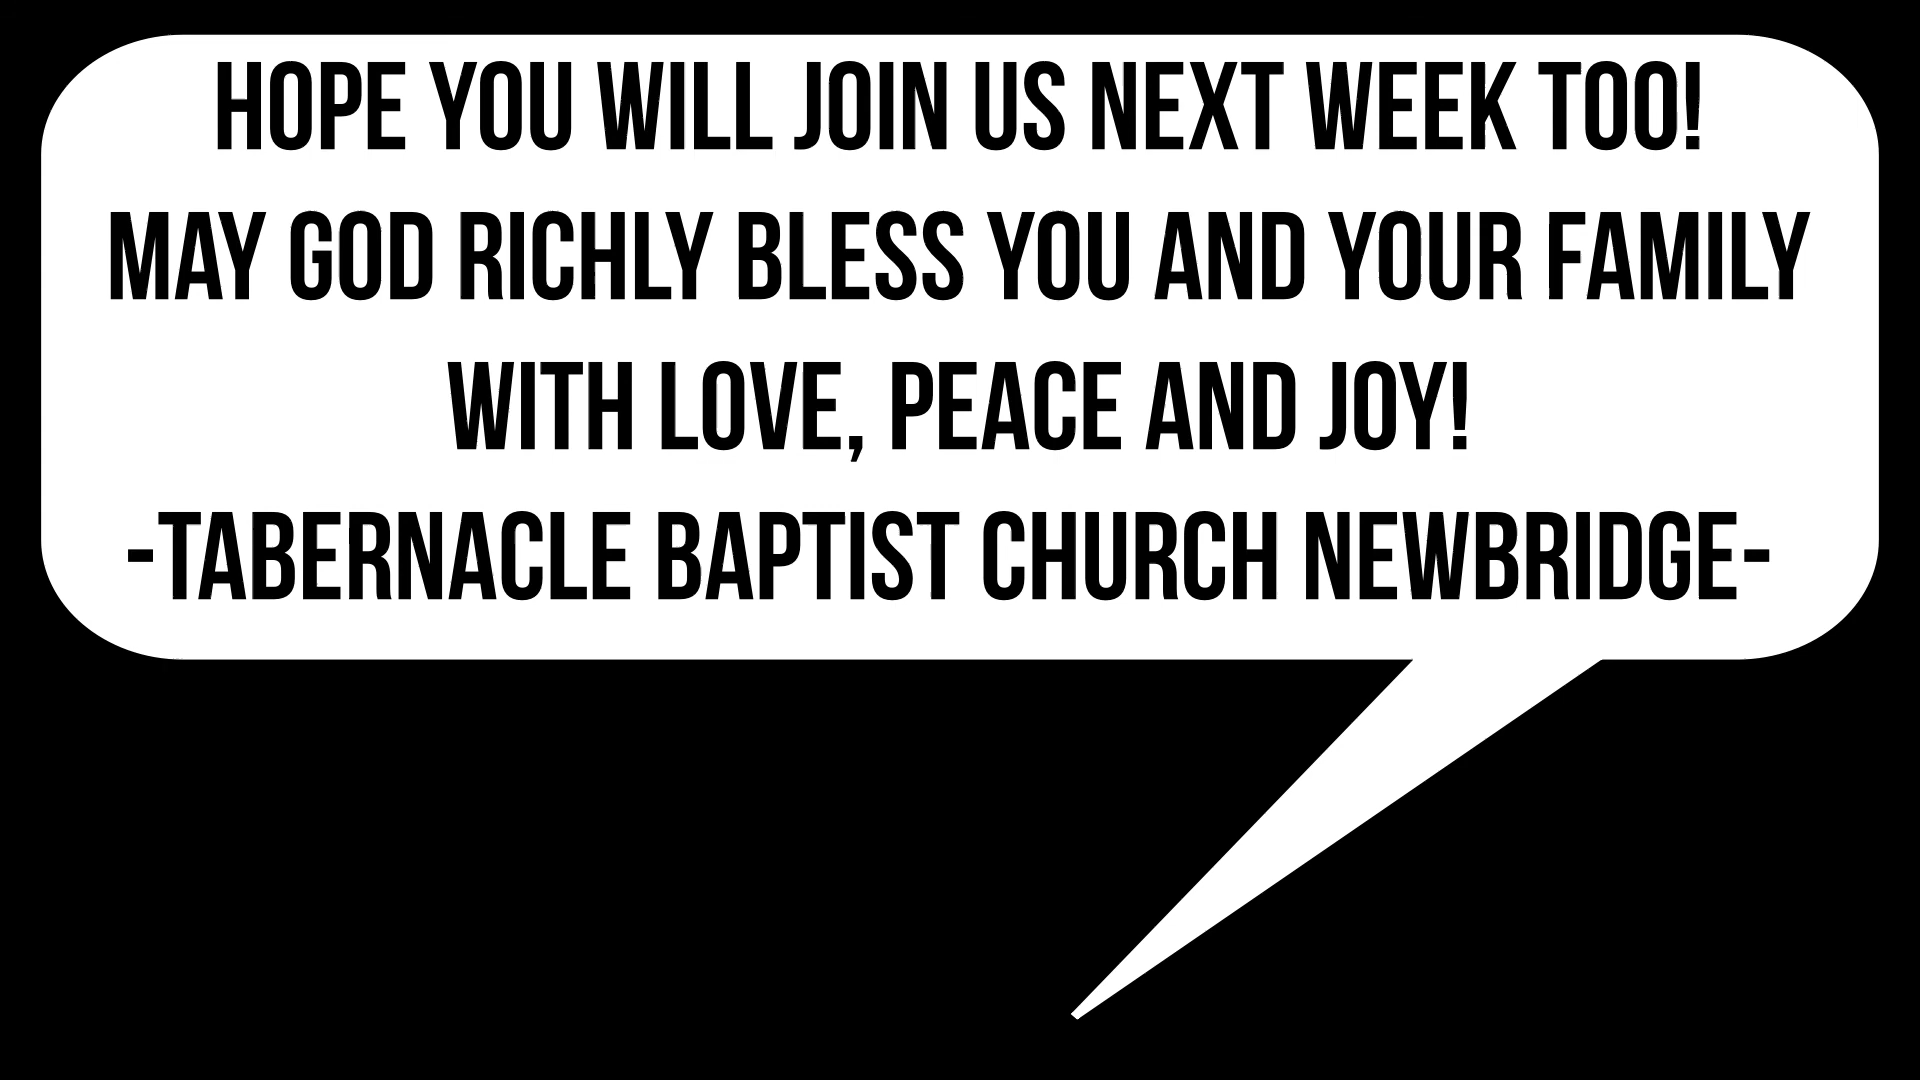 HOPE YOU WILL JOIN US NEXT WEEK TOO!
MAY GOD RICHLY BLESS YOU AND YOUR FAMILY
WITH LOVE, PEACE AND JOY!
-TABERNACLE BAPTIST CHURCH NEWBRIDGE-